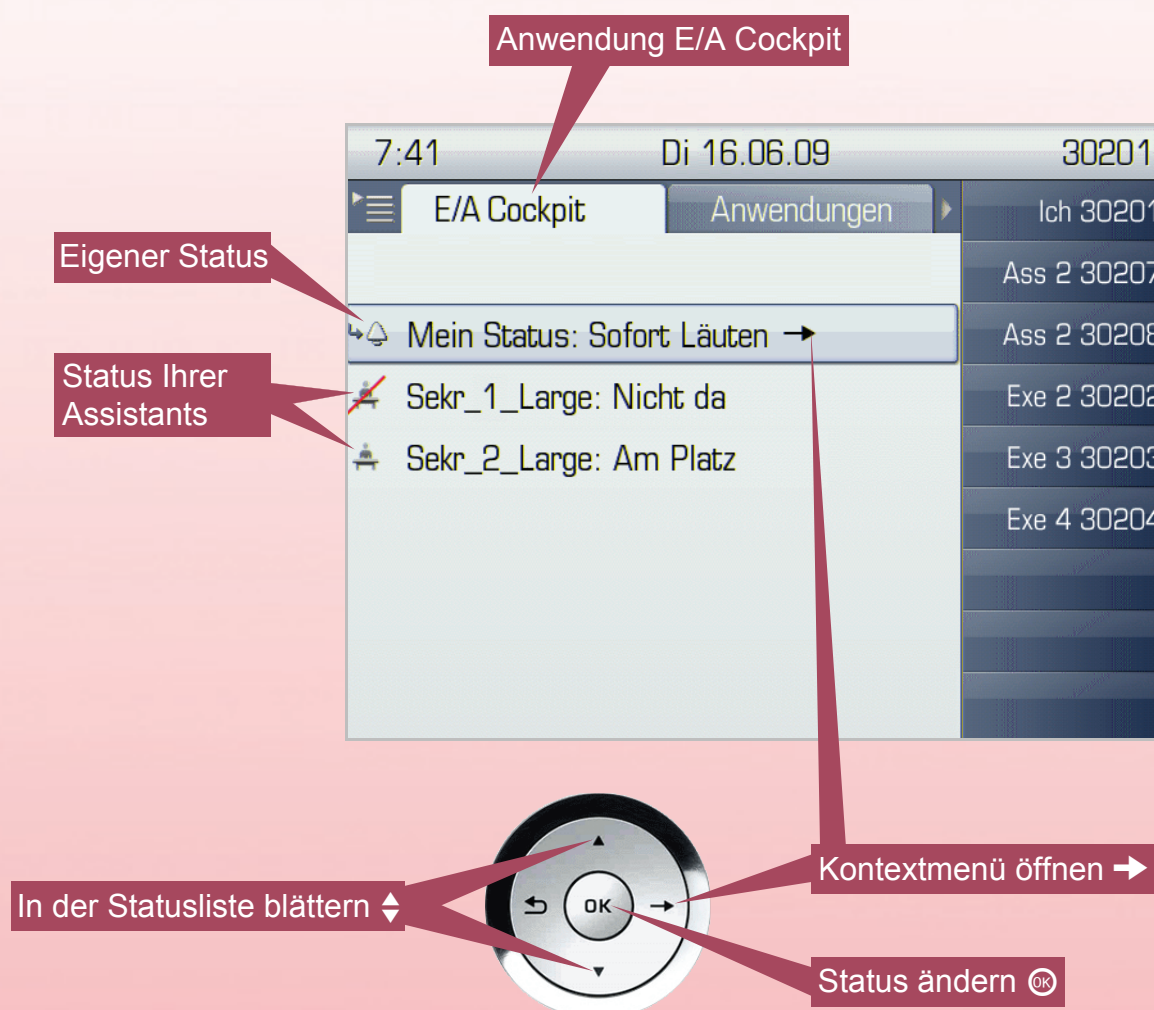 Anwendung E/A Cockpit
7:41 Di 16.06.09 30201
E/A Cockpit Anwendungen
Ich 30201
Eigener Status
Ass 2 30207
Mein Status: Sofort Läuten →
Ass 2 30208
Status Ihrer
Assistants
Sekr_1_Large: Nicht da
Exe 2 30202
Sekr_2_Large: Am Platz
Exe 3 30203
Exe 4 30204
Kontextmenü öffnen →
In der Statusliste blättern
OK
Status ändern OK